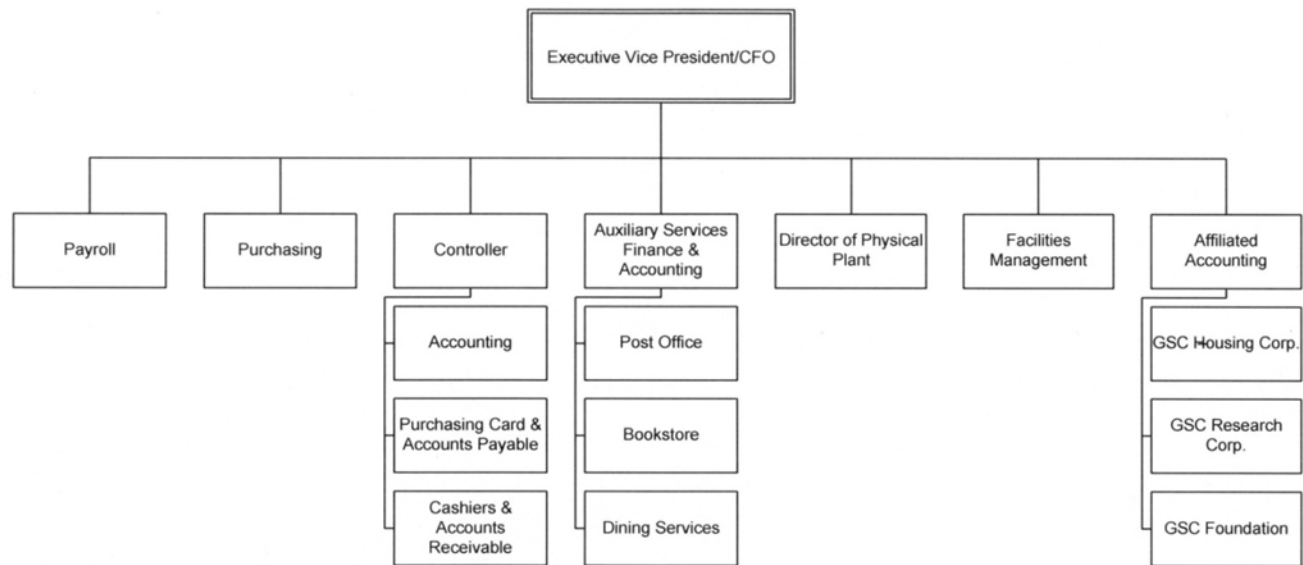 Executive Vice President/CFO
Payroll
Purchasing
Controller
Auxiliary Services
Finance &
Accounting
Director of Physical
Plant
Facilities
Management
Affiliated
Accounting
Accounting
Purchasing Card &
Accounts Payable
Cashiers &
Accounts
Receivable
Post Office
Bookstore
Dining Services
GSC Housing Corp.
GSC Research
Corp.
GSC Foundation